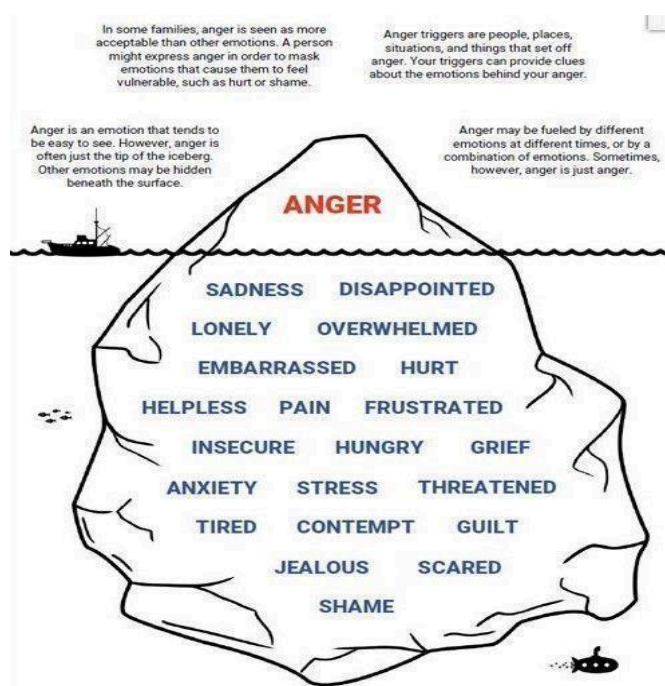 In some families, anger is seen as more
acceptable than other emotions. A person
might express anger in order to mask
emotions that cause them to feel
vulnerable, such as hurt or shame.
Anger triggers are people, places,
situations, and things that set off
anger. Your triggers can provide clues
about the emotions behind your anger.
Anger is an emotion that tends to
be easy to see. However, anger is
often just the tip of the iceberg.
Other emotions may be hidden
beneath the surface.
Anger may be fueled by different
emotions at different times, or by a
combination of emotions. Sometimes,
however, anger is just anger.
ANGER
SADNESS DISAPPOINTED
LONELY OVERWHELMED
EMBARRASSED HURT
HELPLESS PAIN FRUSTRATED
INSECURE HUNGRY GRIEF
ANXIETY STRESS THREATENED
TIRED CONTEMPT GUILT
JEALOUS SCARED
SHAME